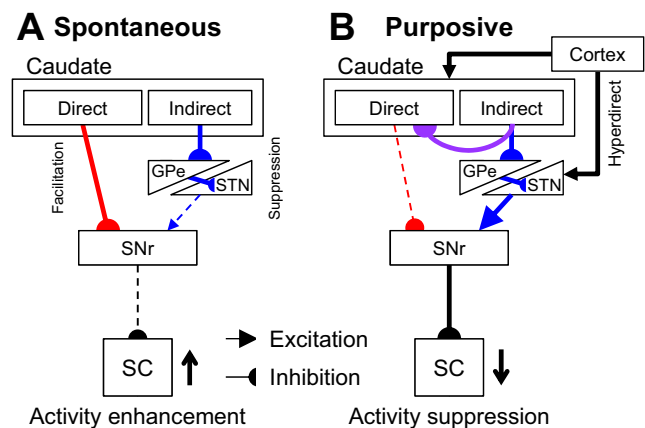 A Spontaneous
Caudate
Direct
Indirect
Facilitation
Suppression
GPe
STN
SNr
SC
Activity enhancement
Excitation
Inhibition
B Purposive
Cortex
Caudate
Direct
Indirect
Hyperdirect
GPe
STN
SNr
SC
Activity suppression